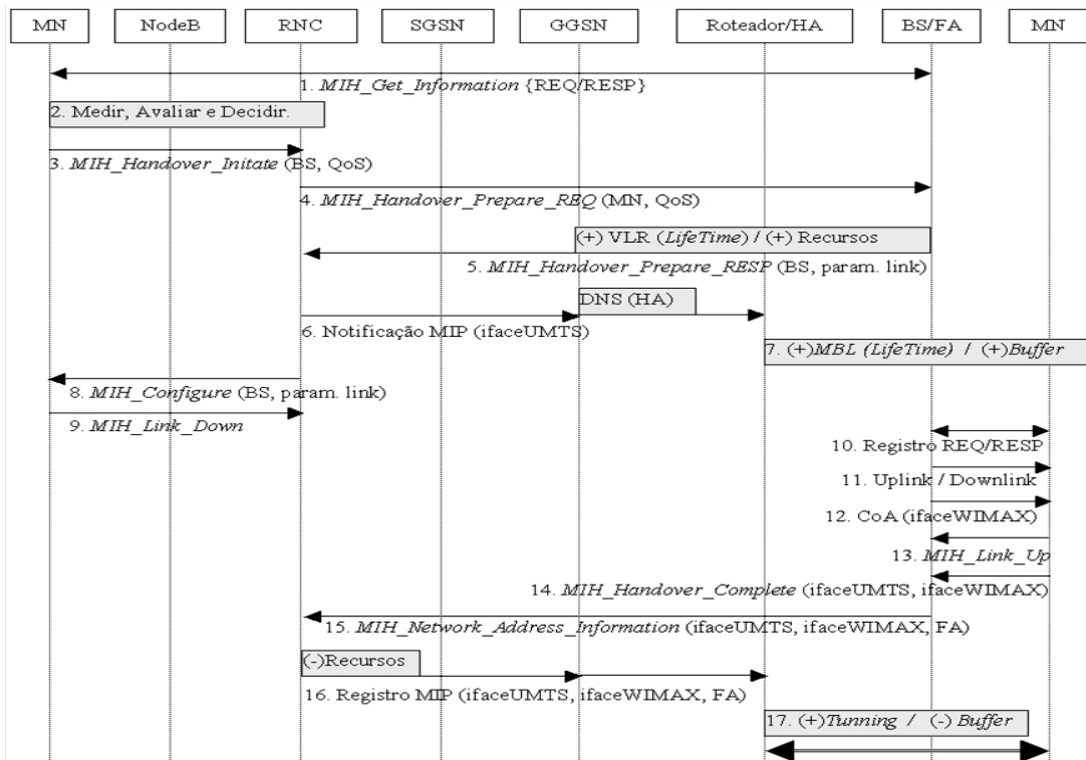 MN NodeB RNC SGSN GGSN Roteador/HA BS/FA MN
1. MIH_Get_Information {REQ/RESP}
2. Medir, Avaliar e Decidir.
3. MIH_Handover_Initate (BS, QoS)
4. MIH_Handover_Prepare_REQ (MN, QoS)
(+) VLR (LifeTime) / (+) Recursos
5. MIH_Handover_Prepare_RESP (BS, param. link)
DNS (HA)
6. Notificação MIP (ifaceUMTS)
7. (+)MBL (LifeTime) / (+)Buffer
8. MIH_Configure (BS, param. link)
9. MIH_Link_Down
10. Registro REQ/RESP
11. Uplink / Downlink
12. CoA (ifaceWIMAX)
13. MIH_Link_Up
14. MIH_Handover_Complete (ifaceUMTS, ifaceWIMAX)
15. MIH_Network_Address_Information (ifaceUMTS, ifaceWIMAX, FA)
(-)Recursos
16. Registro MIP (ifaceUMTS, ifaceWIMAX, FA)
17. (+)Tunning / (-) Buffer